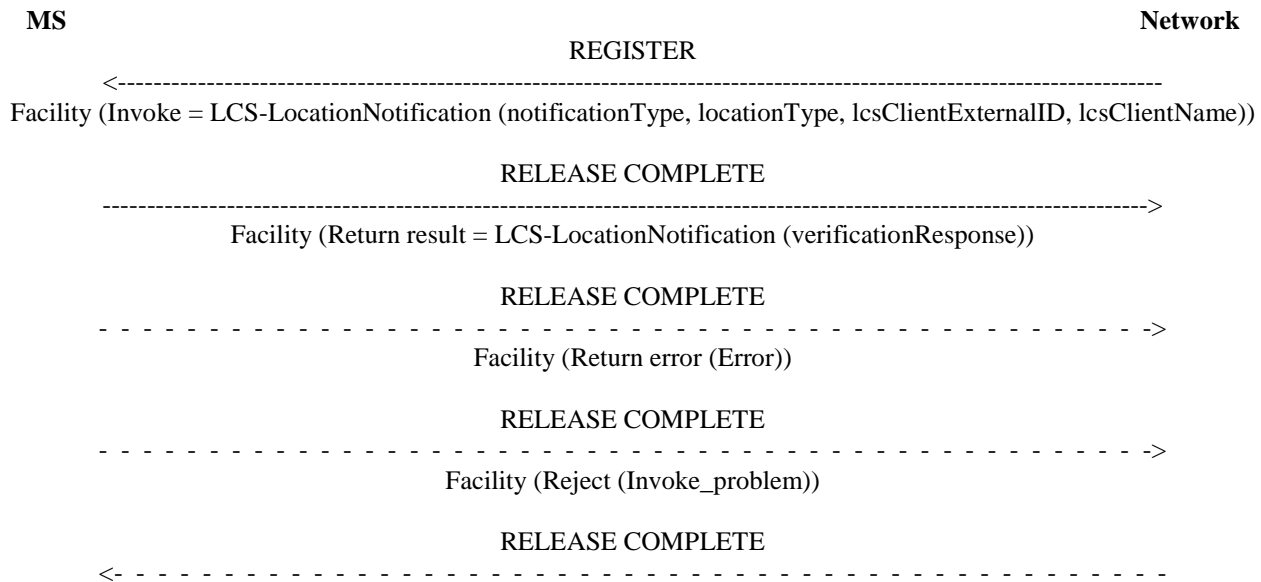 MS Network
REGISTER
<------------------------------------------------------------------------------------------------------------------------
Facility (Invoke = LCS-LocationNotification (notificationType, locationType, lcsClientExternalID, lcsClientName))
RELEASE COMPLETE
------------------------------------------------------------------------------------------------------------------------>
Facility (Return result = LCS-LocationNotification (verificationResponse))
RELEASE COMPLETE
- - - - - - - - - - - - - - - - - - - - - - - - - - - - - - - - - - - - - - - - - - - - - - - ->
Facility (Return error (Error))
RELEASE COMPLETE
- - - - - - - - - - - - - - - - - - - - - - - - - - - - - - - - - - - - - - - - - - - - - - - ->
Facility (Reject (Invoke_problem))
RELEASE COMPLETE
<- - - - - - - - - - - - - - - - - - - - - - - - - - - - - - - - - - - - - - - - - - - - - - - -